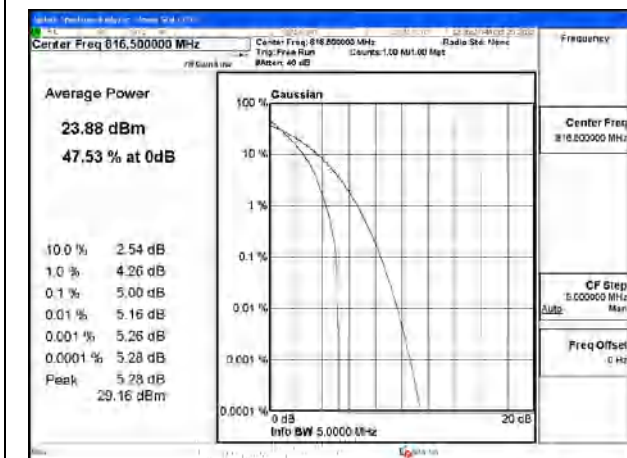 Center Freq 816.500000 MHz
Center Freq: 816.500000 MHz
Radio Std: None
Trig: Free Run
Counts:1.00 M/1.00 Mpt
#Atten: 40 dB
Frequency
Average Power
23.88 dBm
47.53 % at 0dB
10.0 % 2.54 dB
1.0 % 4.26 dB
0.1 % 5.00 dB
0.01 % 5.16 dB
0.001 % 5.26 dB
0.0001 % 5.28 dB
Peak 5.28 dB
29.16 dBm
Gaussian
100 %
10 %
1 %
0.1 %
0.01 %
0.001 %
0.0001 %
0 dB
20 dB
Info BW 5.0000 MHz
Center Freq
816.500000 MHz
CF Step
5.000000 MHz
Auto Man
Freq Offset
0 Hz